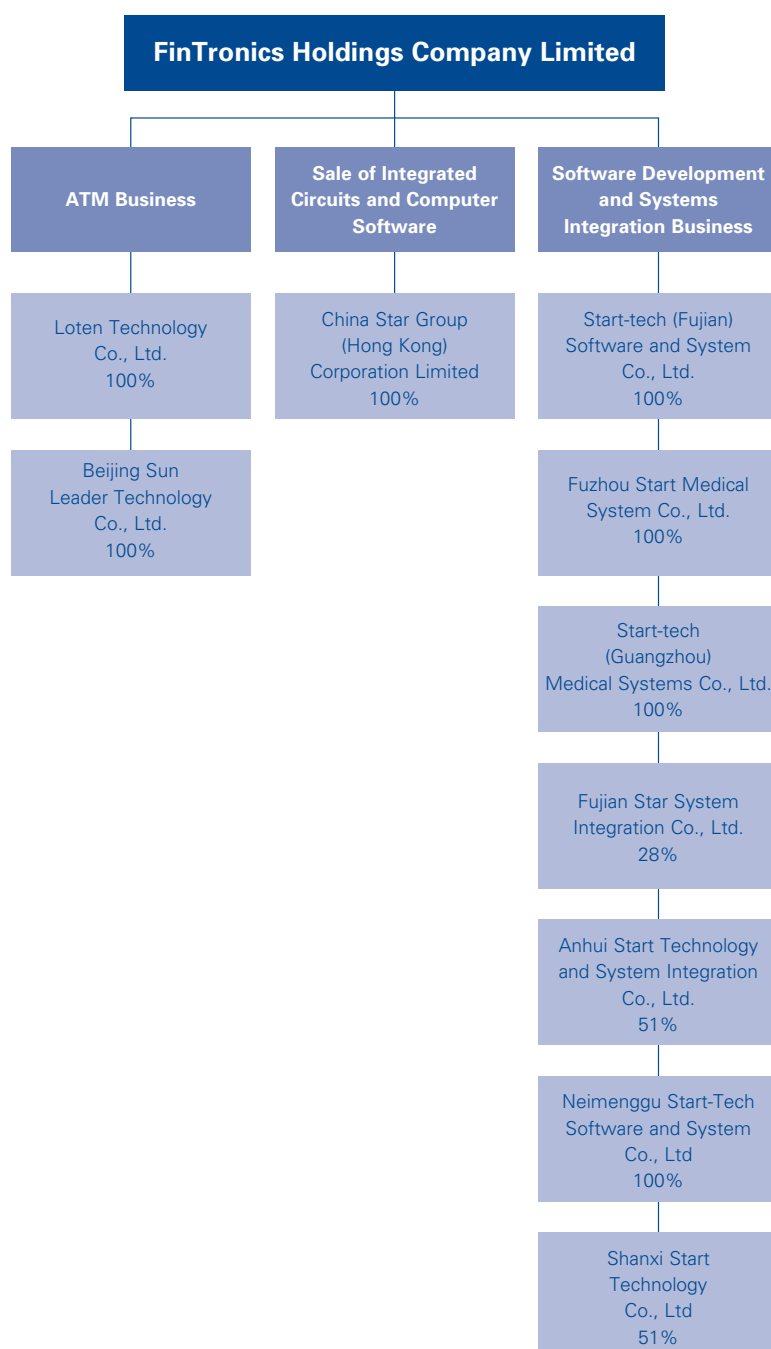 FinTronics Holdings Company Limited
ATM Business
Loten Technology
Co., Ltd.
100%
Beijing Sun
Leader Technology
Co., Ltd.
100%
Sale of Integrated
Circuits and Computer
Software
China Star Group
(Hong Kong)
Corporation Limited
100%
Software Development
and Systems
Integration Business
Start-tech (Fujian)
Software and System
Co., Ltd.
100%
Fuzhou Start Medical
System Co., Ltd.
100%
Start-tech
(Guangzhou)
Medical Systems Co., Ltd.
100%
Fujian Star System
Integration Co., Ltd.
28%
Anhui Start Technology
and System Integration
Co., Ltd.
51%
Neimenggu Start-Tech
Software and System
Co., Ltd
100%
Shanxi Start
Technology
Co., Ltd
51%